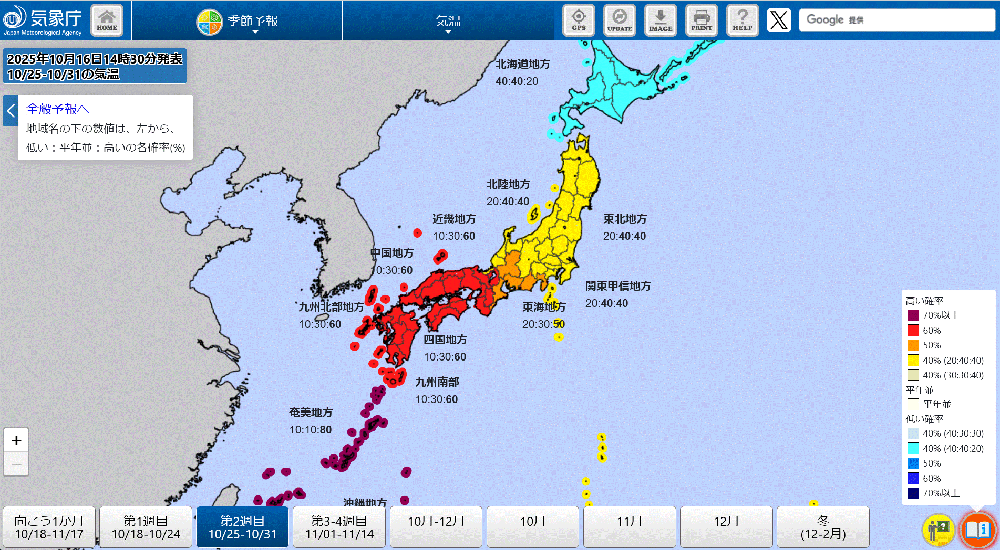 気象庁
Japan Meteorological Agency
HOME
季節予報
気温
GPS
UPDATE
IMAGE
PRINT
HELP
Google 提供
2025年10月16日14時30分発表
10/25-10/31の気温
全般予報へ
地域名の下の数値は、左から、
低い：平年並：高いの各確率(%)
北海道地方
40:40:20
北陸地方
20:40:40
近畿地方
10:30:60
東北地方
20:40:40
中国地方
10:30:60
関東甲信地方
20:40:40
九州北部地方
10:30:60
東海地方
20:30:50
四国地方
10:30:60
九州南部
10:30:60
奄美地方
10:10:80
沖縄地方
高い確率
70%以上
60%
50%
40% (20:40:40)
40% (30:30:40)
平年並
平年並
低い確率
40% (40:30:30)
40% (40:40:20)
50%
60%
70%以上
+
−
向こう1か月
10/18-11/17
第1週目
10/18-10/24
第2週目
10/25-10/31
第3-4週目
11/01-11/14
10月-12月
10月
11月
12月
冬
(12-2月)